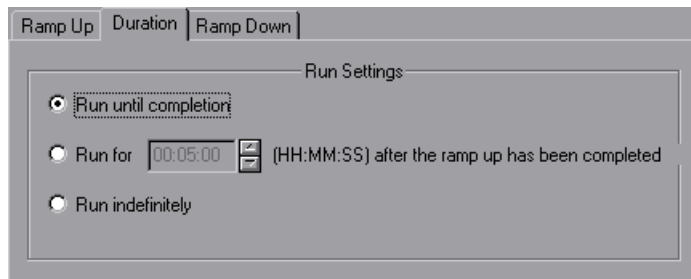 Ramp Up Duration Ramp Down
Run Settings
Run until completion
Run for 00:05:00 (HH:MM:SS) after the ramp up has been completed
Run indefinitely